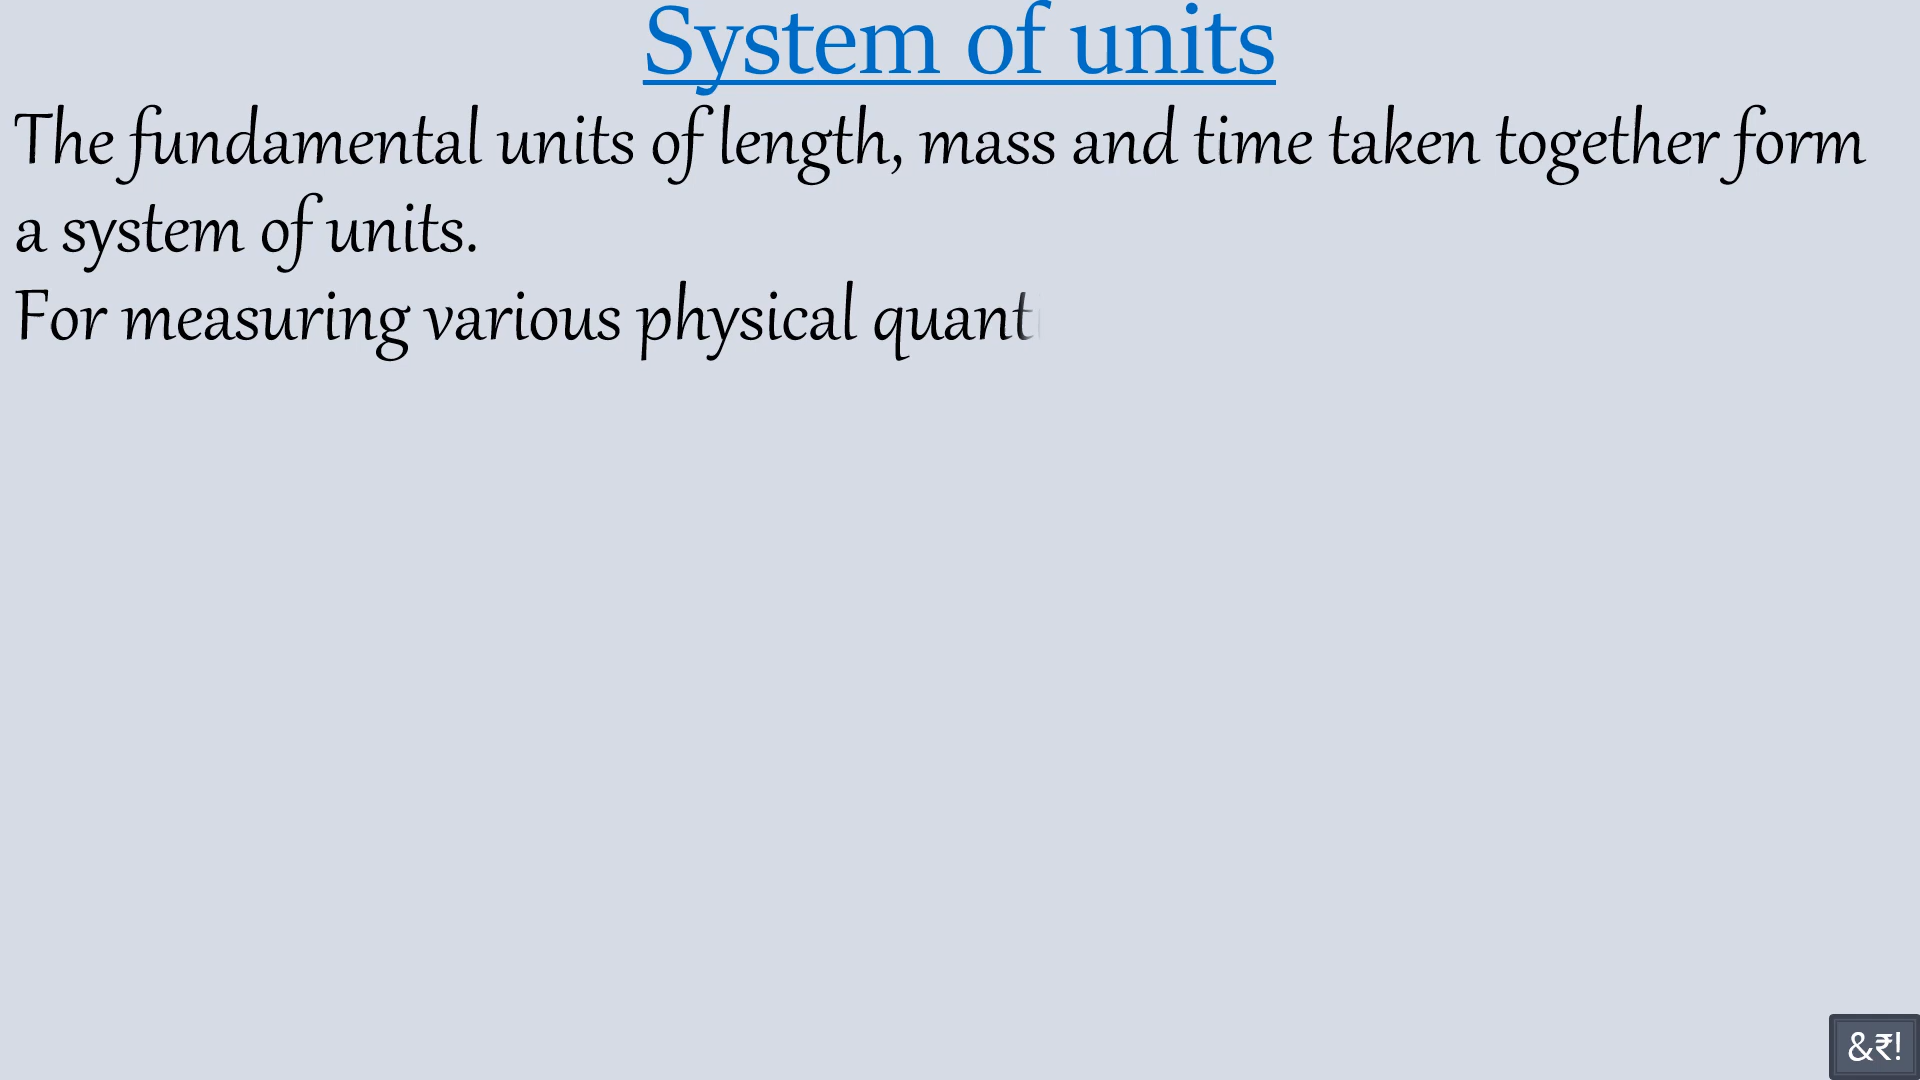 System of units
The fundamental units of length, mass and time taken together form
a system of units.
For measuring various physical quant
&₹!